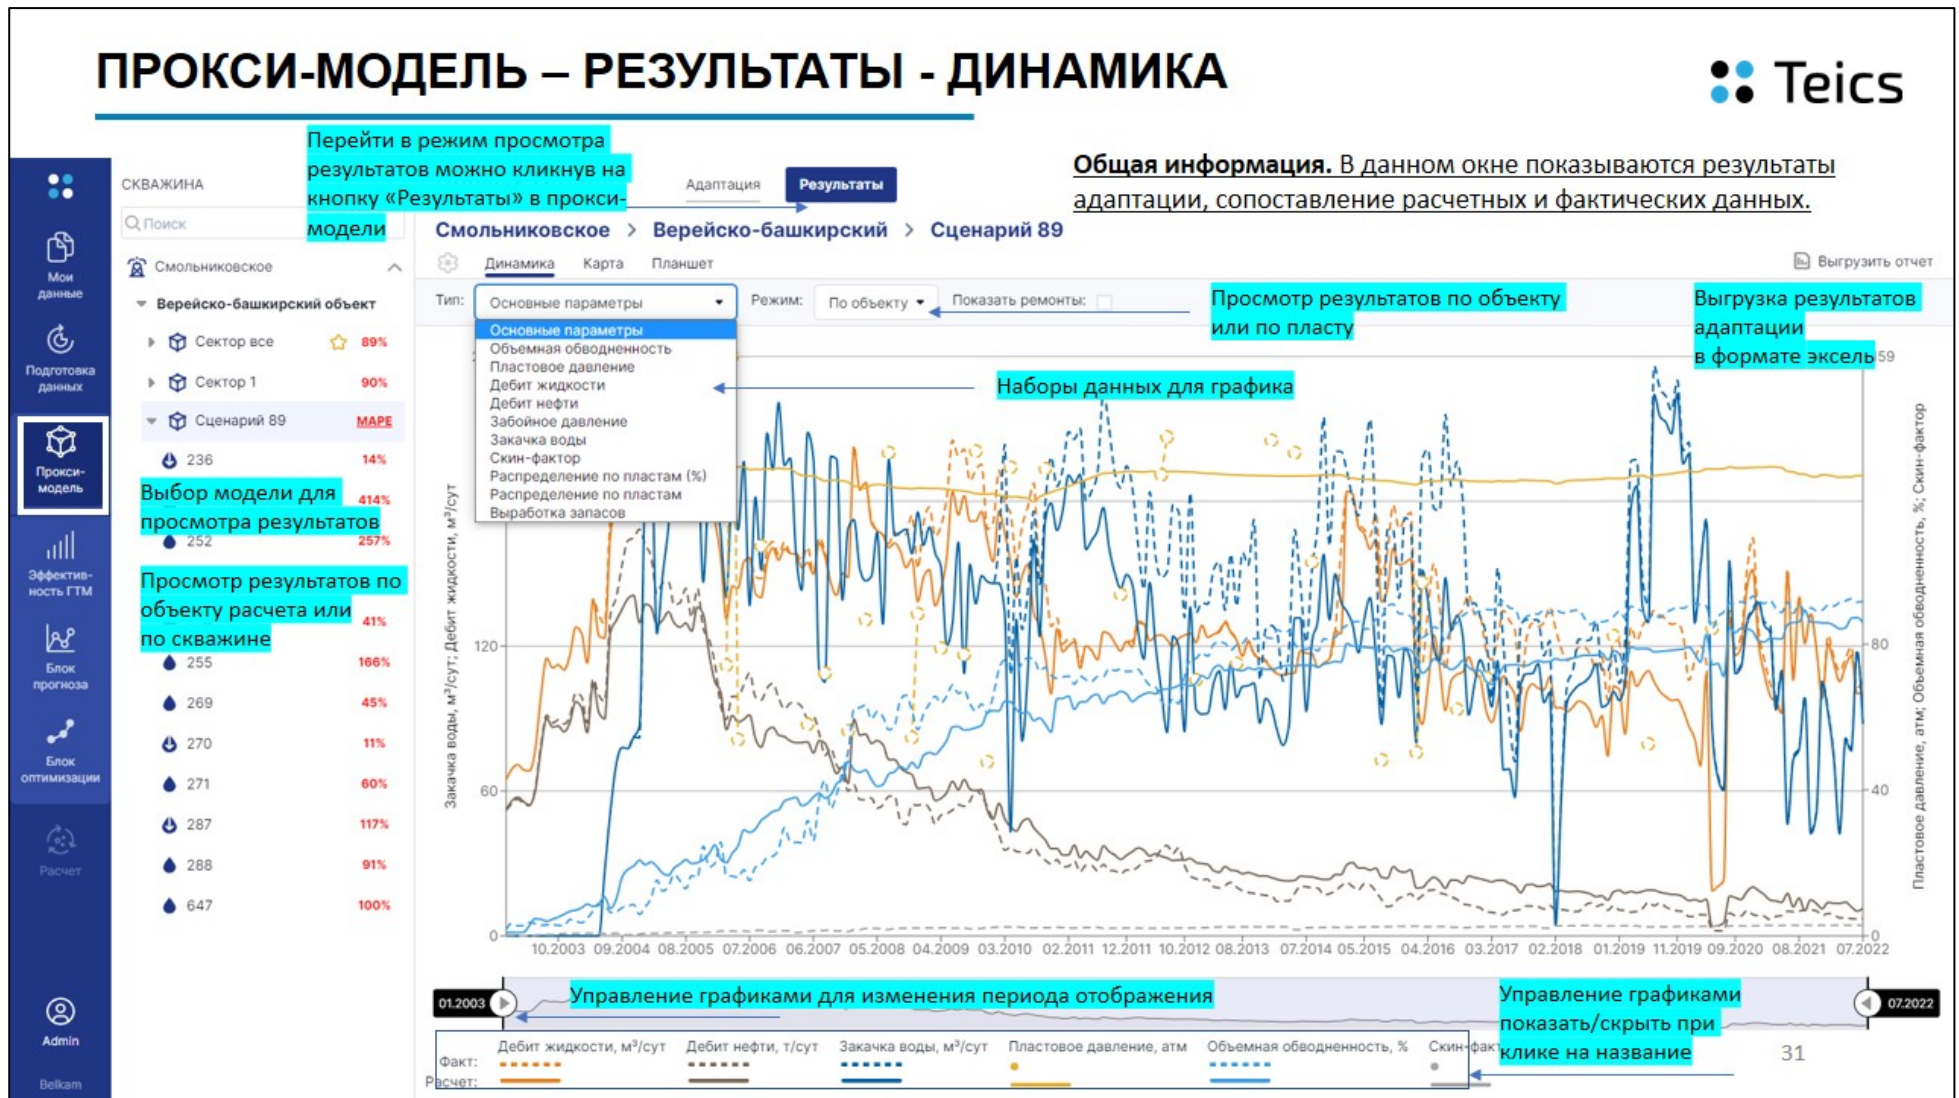 ПРОКСИ-МОДЕЛЬ – РЕЗУЛЬТАТЫ - ДИНАМИКА
Teics
Перейти в режим просмотра
результатов можно кликнув на
кнопку «Результаты» в прокси-
модели
Общая информация. В данном окне показываются результаты
адаптации, сопоставление расчетных и фактических данных.
СКВАЖИНА
Адаптация
Результаты
Поиск
Смольниковское > Верейско-башкирский > Сценарий 89
Динамика Карта Планшет
Выгрузить отчет
Тип: Основные параметры
Режим: По объекту
Показать ремонты:
Просмотр результатов по объекту
или по пласту
Выгрузка результатов
адаптации
в формате эксель
Основные параметры
Объемная обводненность
Пластовое давление
Дебит жидкости
Дебит нефти
Забойное давление
Закачка воды
Скин-фактор
Распределение по пластам (%)
Распределение по пластам
Выработка запасов
Наборы данных для графика
Мои
данные
Подготовка
данных
Прокси-
модель
Эффектив-
ность ГТМ
Блок
прогноза
Блок
оптимизации
Расчет
Admin
Belkam
Смольниковское
Верейско-башкирский объект
Сектор все 89%
Сектор 1 90%
Сценарий 89 MAPE
236 14%
414%
Выбор модели для
просмотра результатов
252 257%
Просмотр результатов по
объекту расчета или
по скважине
41%
255 166%
269 45%
270 11%
271 60%
287 117%
288 91%
647 100%
Закачка воды, м³/сут; Дебит жидкости, м³/сут
120
60
0
59
80
40
0
Пластовое давление, атм; Объемная обводненность, %; Скин-фактор
10.2003 09.2004 08.2005 07.2006 06.2007 05.2008 04.2009 03.2010 02.2011 12.2011 10.2012 08.2013 07.2014 05.2015 04.2016 03.2017 02.2018 01.2019 11.2019 09.2020 08.2021 07.2022
01.2003
Управление графиками для изменения периода отображения
07.2022
Управление графиками
показать/скрыть при
клике на название
Дебит жидкости, м³/сут Дебит нефти, т/сут Закачка воды, м³/сут Пластовое давление, атм Объемная обводненность, % Скин-фак
Факт:
Расчет:
31